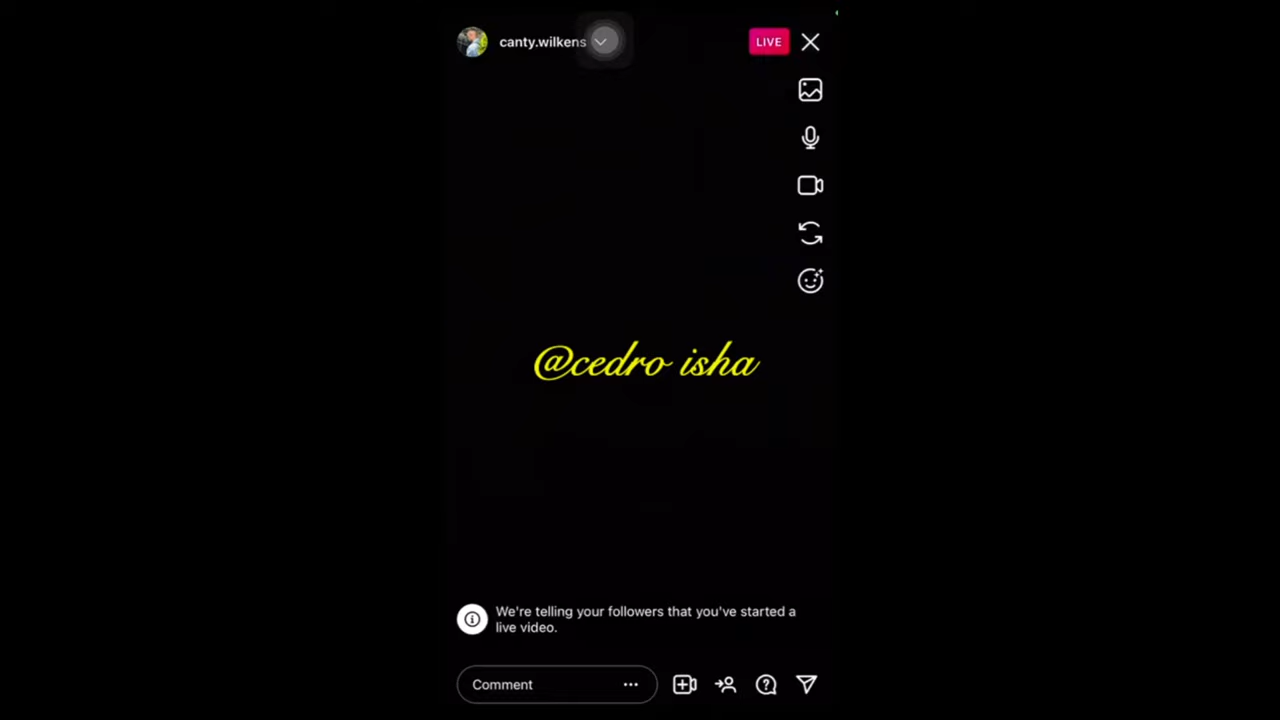 canty.wilkens
LIVE
@cedro isha
We're telling your followers that you've started a
live video.
Comment